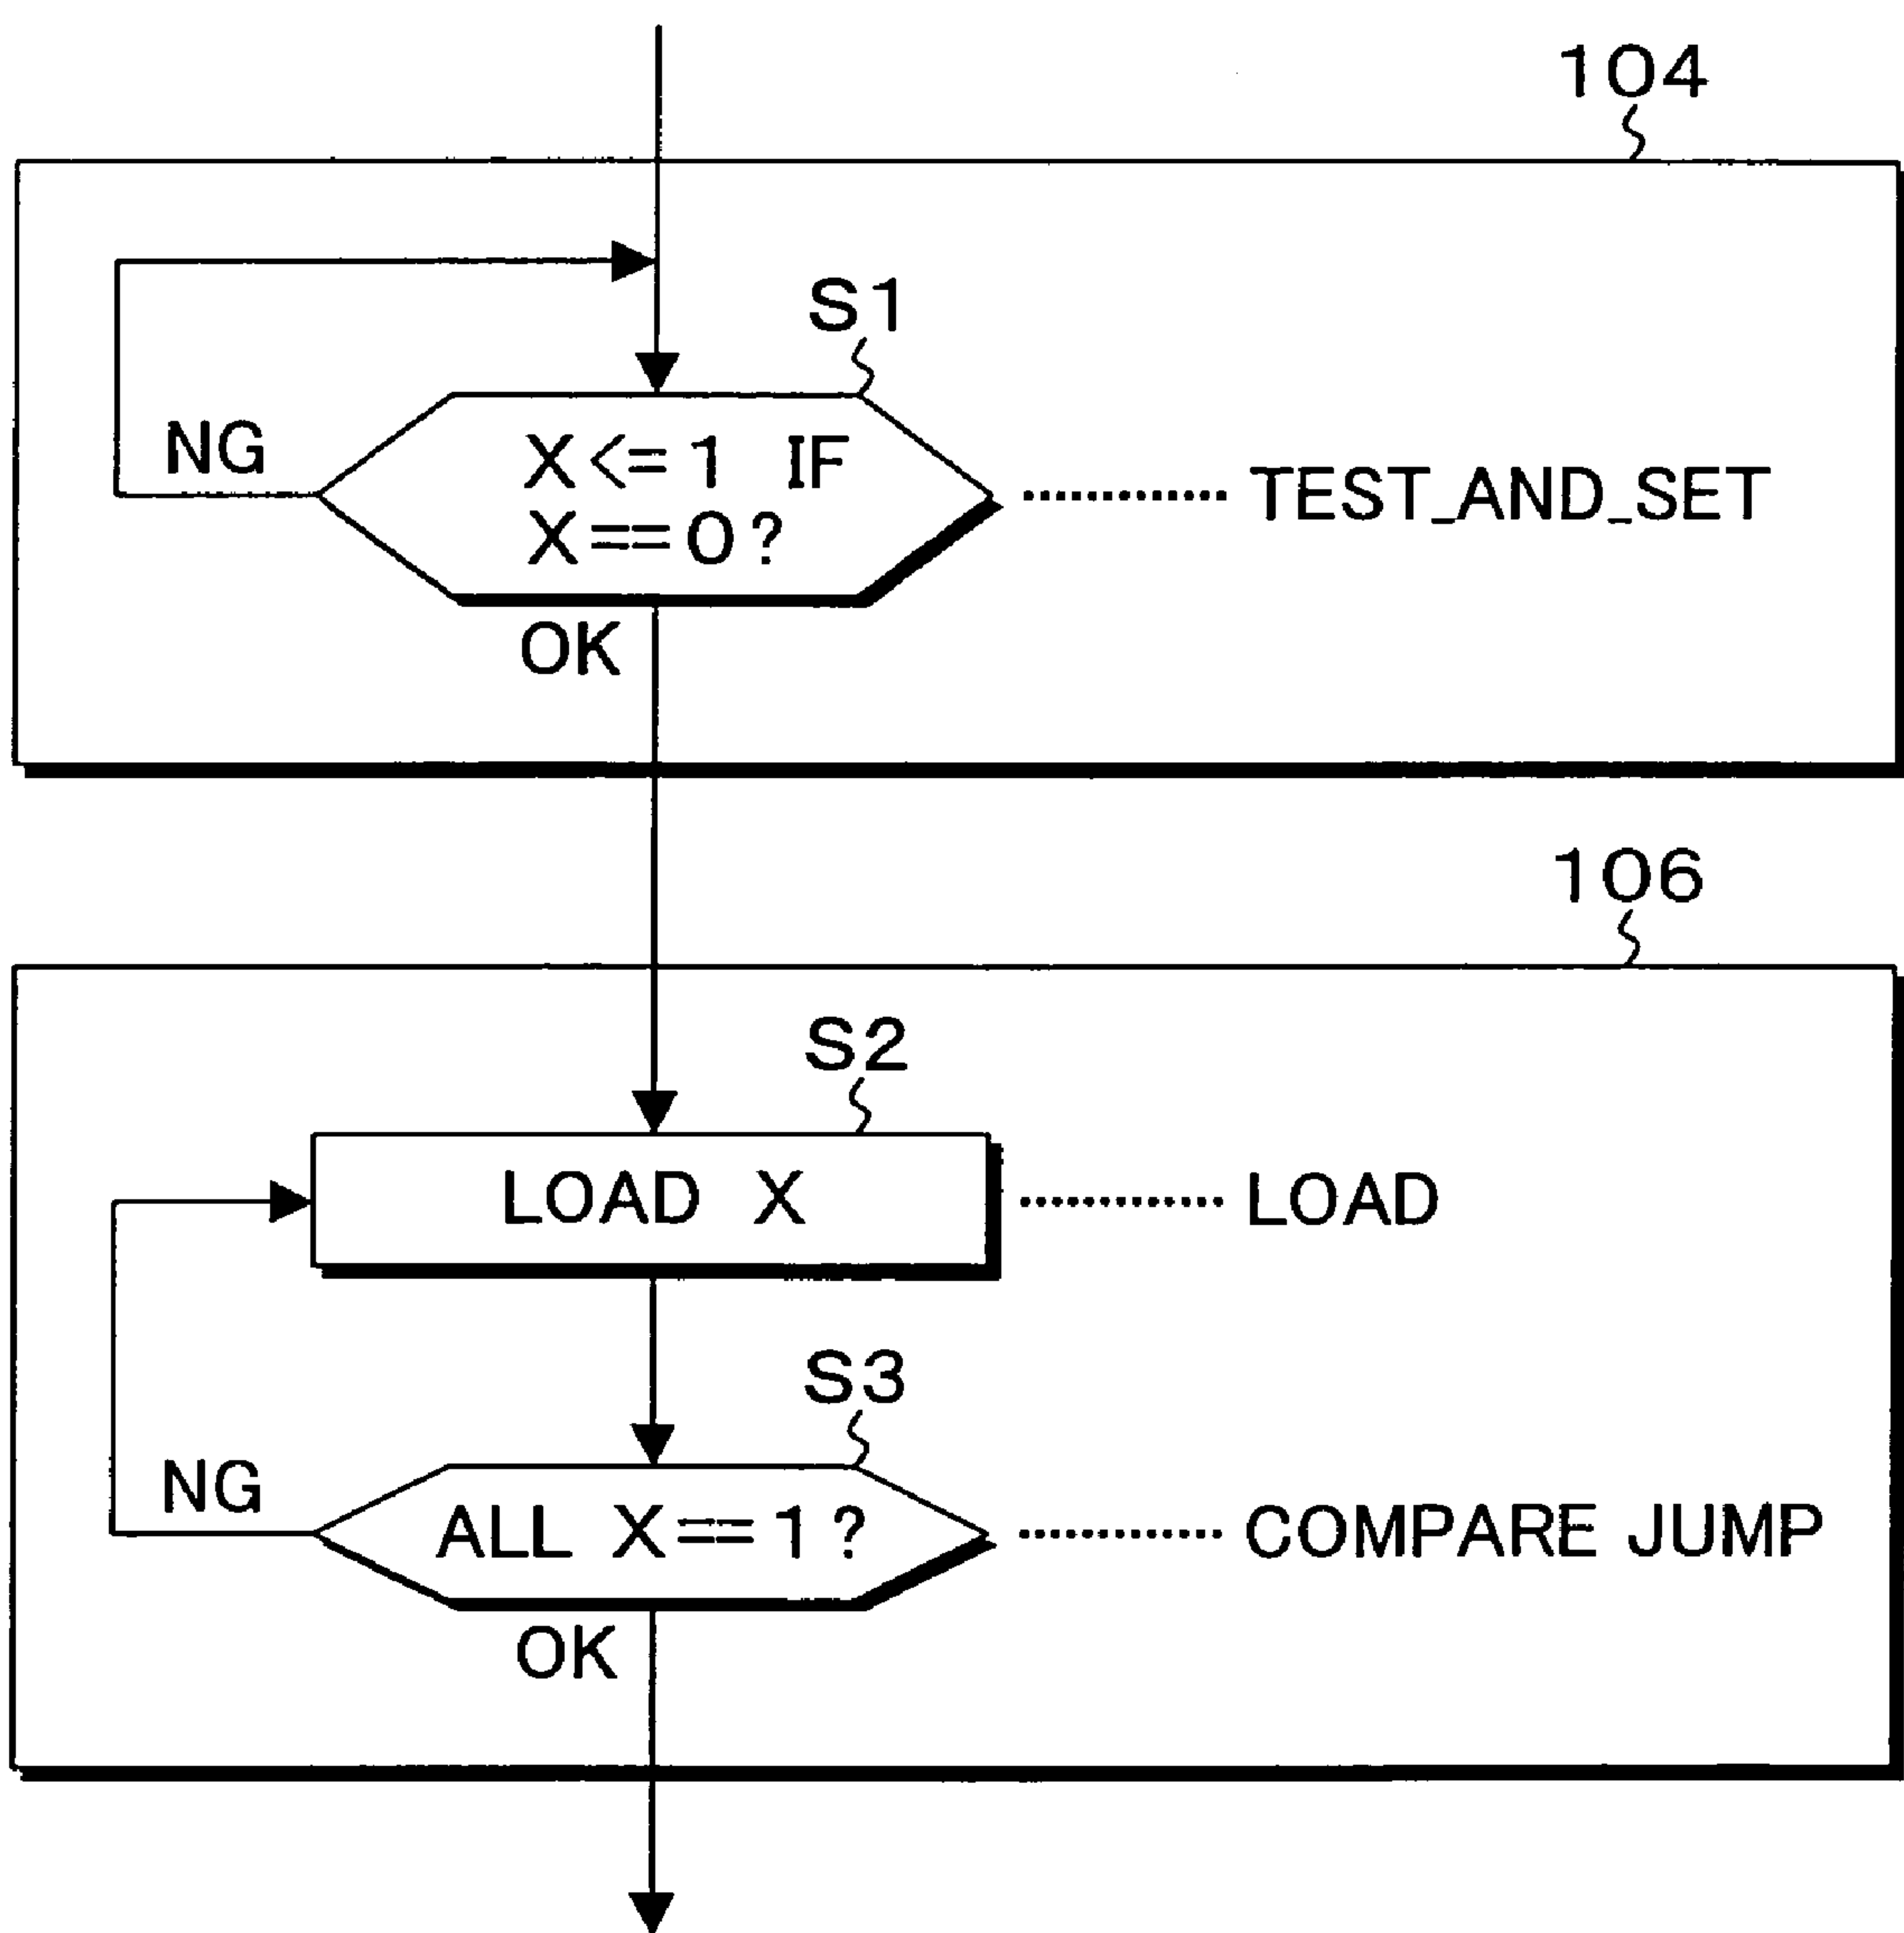 104
S1
NG
X<=1 IF
X==0?
TEST_AND_SET
OK
106
S2
LOAD X
LOAD
S3
NG
ALL X==1?
COMPARE JUMP
OK